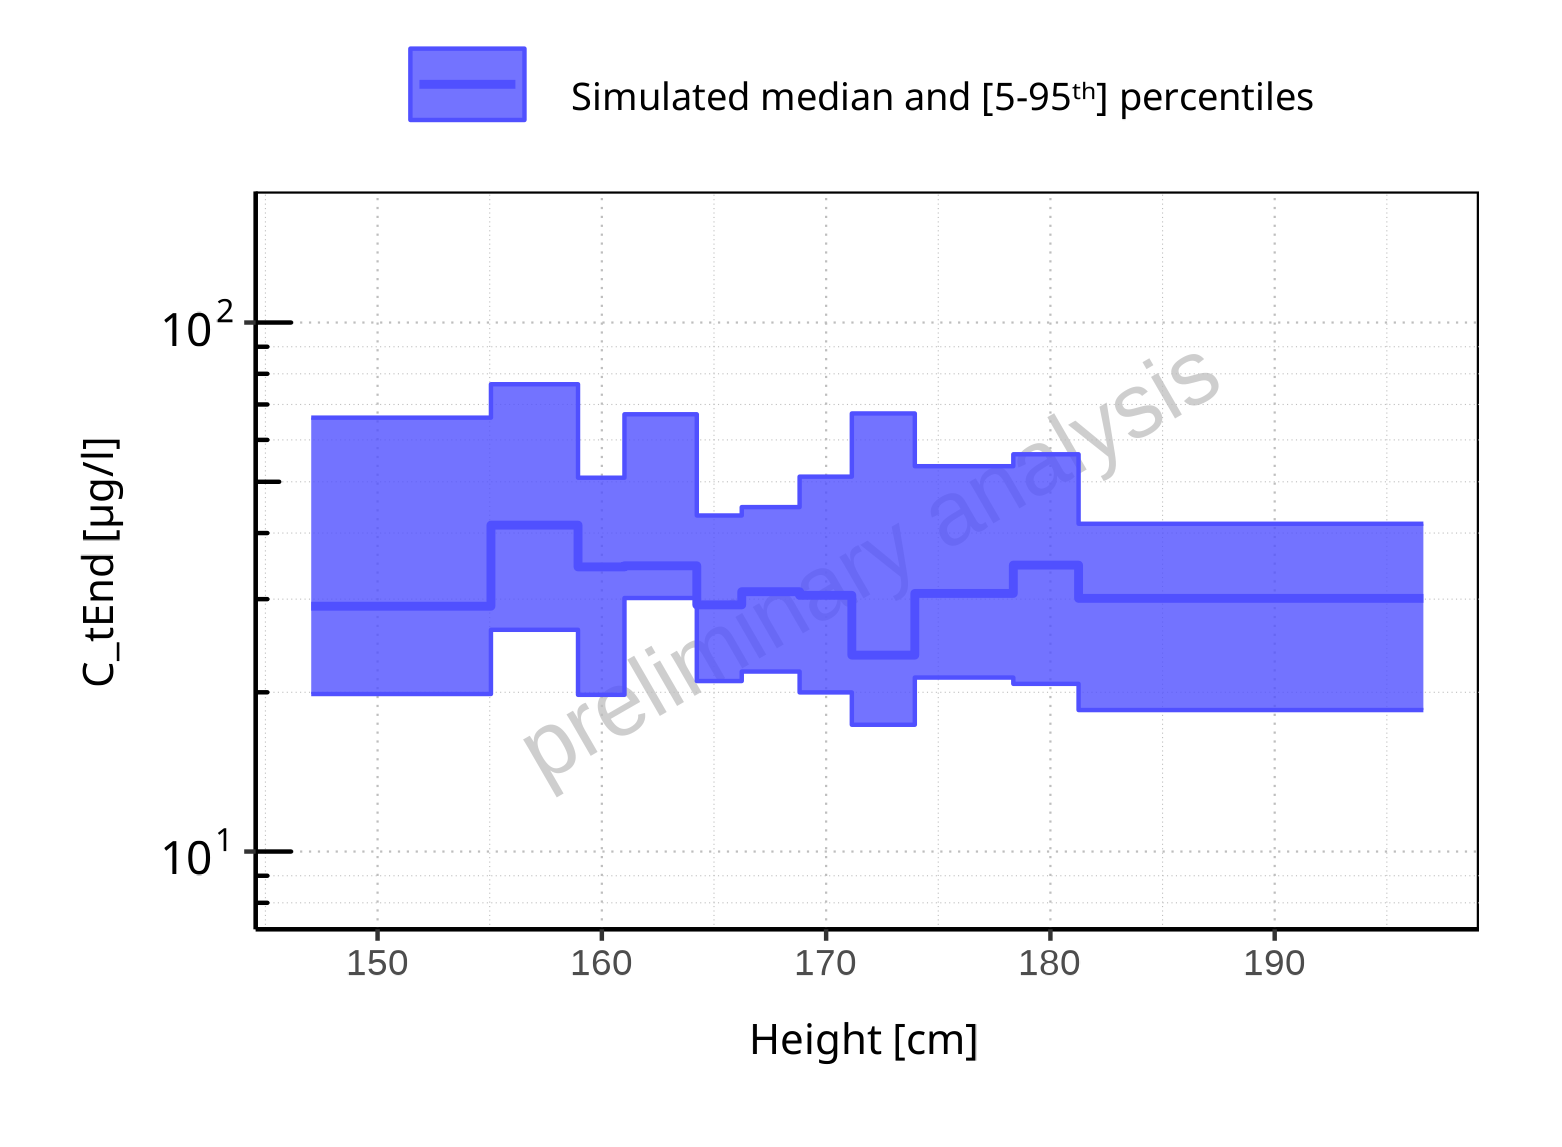 Simulated median and [5-95ᵗʰ] percentiles
10²
10¹
C_tEnd [µg/l]
preliminary analysis
150 160 170 180 190
Height [cm]